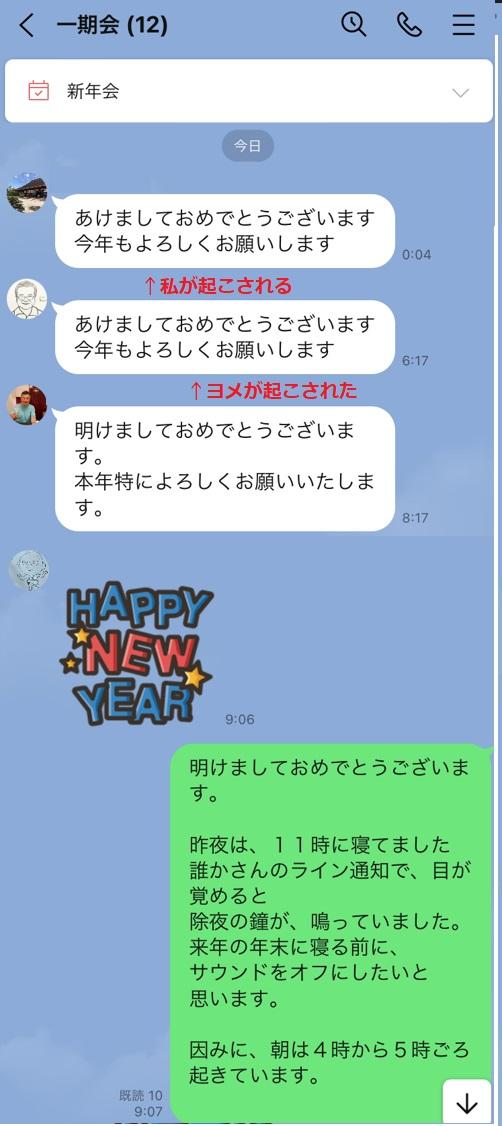 一期会 (12)
新年会
今日
あけましておめでとうございます
今年もよろしくお願いします
0:04
↑私が起こされる
あけましておめでとうございます
今年もよろしくお願いします
6:17
↑ヨメが起こされた
明けましておめでとうございま
す。
本年特によろしくお願いいたしま
す。
8:17
HAPPY
NEW
YEAR
9:06
明けましておめでとうございま
す。
昨夜は、１１時に寝てました
誰かさんのライン通知で、目が
覚めると
除夜の鐘が、鳴っていました。
来年の年末に寝る前に、
サウンドをオフにしたいと
思います。
因みに、朝は４時から５時ごろ
起きています。
既読 10
9:07